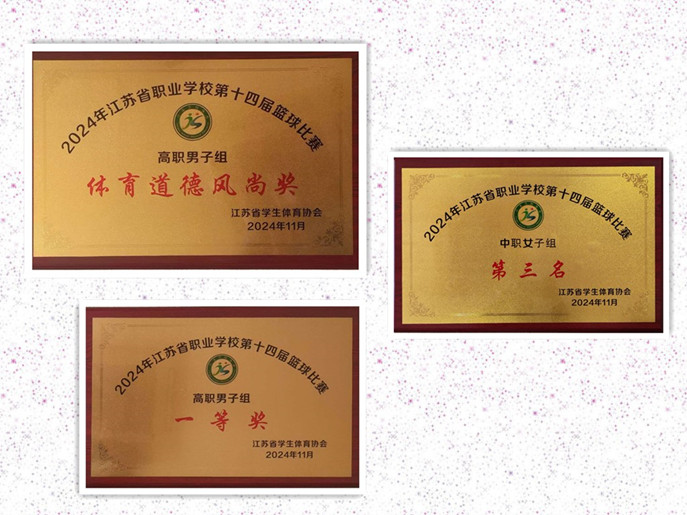 2024年江苏省职业学校第十四届篮球比赛
高职男子组
体育道德风尚奖
江苏省学生体育协会
2024年11月
2024年江苏省职业学校第十四届篮球比赛
中职女子组
第三名
江苏省学生体育协会
2024年11月
2024年江苏省职业学校第十四届篮球比赛
高职男子组
一等奖
江苏省学生体育协会
2024年11月